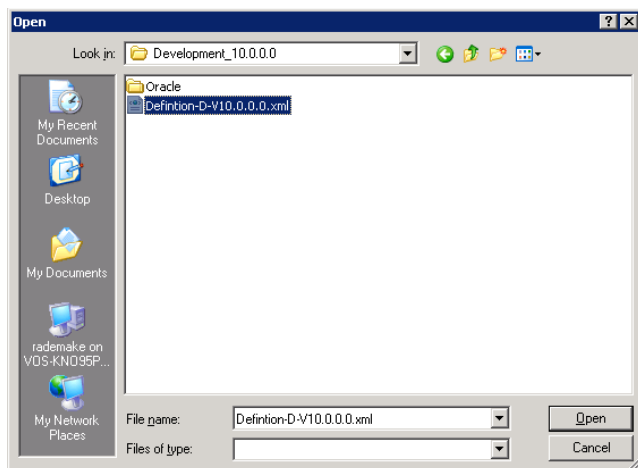 Open
Look in: Development_10.0.0.0
Oracle
Defintion-D-V10.0.0.0.xml
My Recent
Documents
Desktop
My Documents
rademake on
VOS-KNO95P...
My Network
Places
File name: Defintion-D-V10.0.0.0.xml Open
Files of type: Cancel